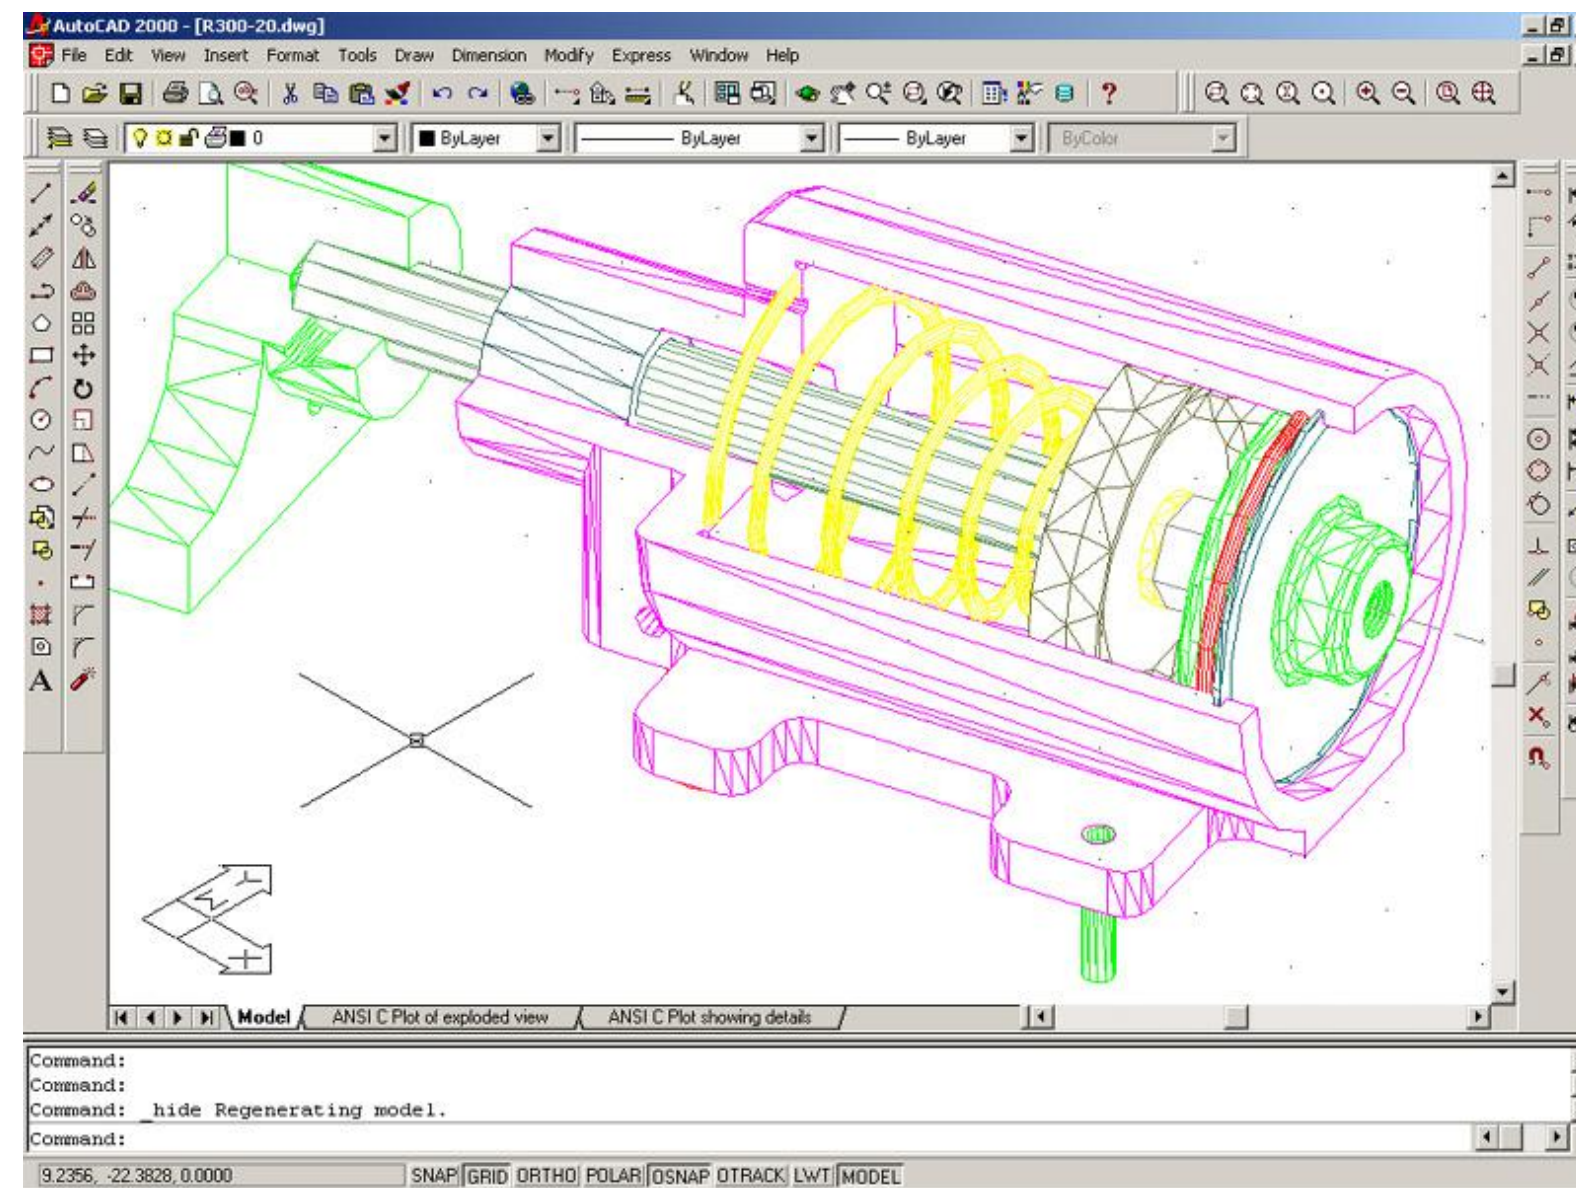 AutoCAD 2000 - [R300-20.dwg]
File Edit View Insert Format Tools Draw Dimension Modify Express Window Help
?
0 ByLayer ByLayer ByLayer ByColor
A
Y
W
X
Model ANSI C Plot of exploded view ANSI C Plot showing details
Command:
Command:
Command: _hide Regenerating model.
Command:
9.2356, -22.3828, 0.0000 SNAP GRID ORTHO POLAR OSNAP OTRACK LWT MODEL